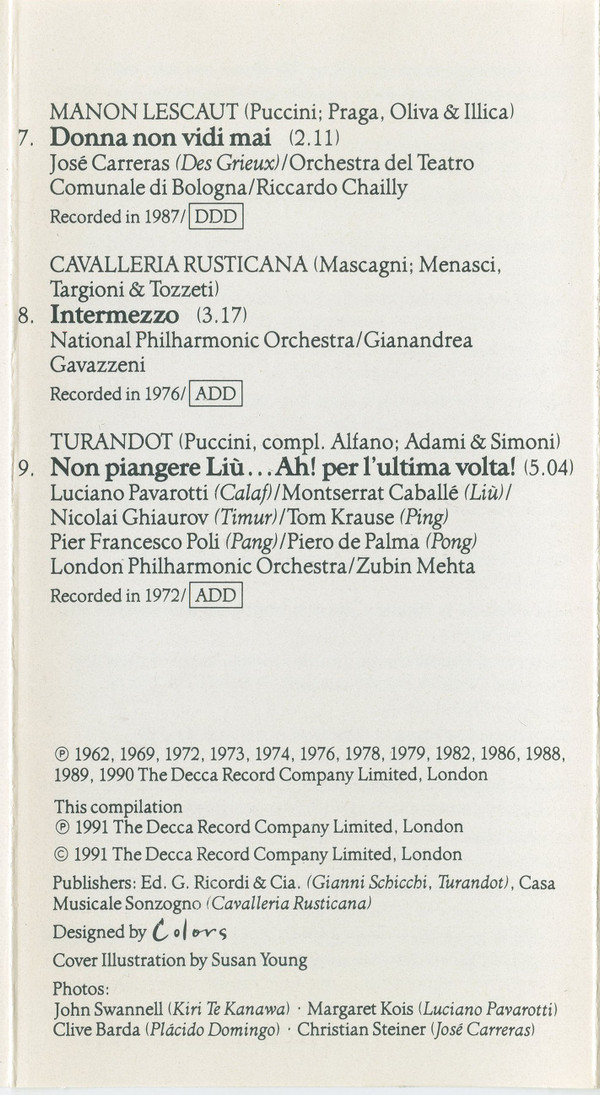 MANON LESCAUT (Puccini; Praga, Oliva & Illica)
7. Donna non vidi mai (2.11)
José Carreras (Des Grieux)/Orchestra del Teatro
Comunale di Bologna/Riccardo Chailly
Recorded in 1987/ DDD
CAVALLERIA RUSTICANA (Mascagni; Menasci,
Targioni & Tozzeti)
8. Intermezzo (3.17)
National Philharmonic Orchestra/Gianandrea
Gavazzeni
Recorded in 1976/ ADD
TURANDOT (Puccini, compl. Alfano; Adami & Simoni)
9. Non piangere Liù...Ah! per l'ultima volta! (5.04)
Luciano Pavarotti (Calaf)/Montserrat Caballé (Liù)/
Nicolai Ghiaurov (Timur)/Tom Krause (Ping)
Pier Francesco Poli (Pang)/Piero de Palma (Pong)
London Philharmonic Orchestra/Zubin Mehta
Recorded in 1972/ ADD
℗ 1962, 1969, 1972, 1973, 1974, 1976, 1978, 1979, 1982, 1986, 1988,
1989, 1990 The Decca Record Company Limited, London
This compilation
℗ 1991 The Decca Record Company Limited, London
© 1991 The Decca Record Company Limited, London
Publishers: Ed. G. Ricordi & Cia. (Gianni Schicchi, Turandot), Casa
Musicale Sonzogno (Cavalleria Rusticana)
Designed by Colors
Cover Illustration by Susan Young
Photos:
John Swannell (Kiri Te Kanawa) · Margaret Kois (Luciano Pavarotti)
Clive Barda (Plácido Domingo) · Christian Steiner (José Carreras)